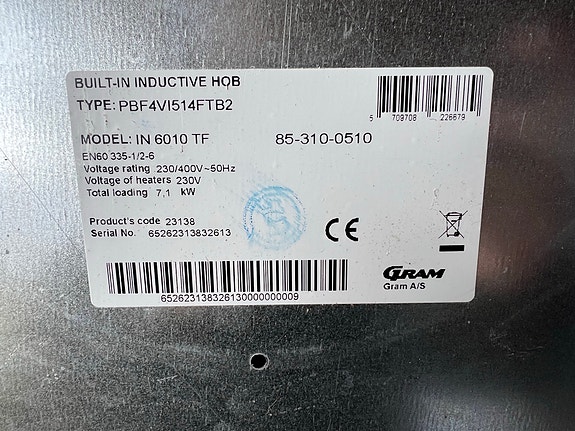 BUILT-IN INDUCTIVE HOB
TYPE: PBF4VI514FTB2
5 709708 226679
MODEL: IN 6010 TF 85-310-0510
EN60 335-1/2-6
Voltage rating 230/400V~50Hz
Voltage of heaters 230V
Total loading 7,1 kW
Product's code 23138
Serial No. 65262313832613
CE
GRAM
Gram A/S
652623138326130000000009